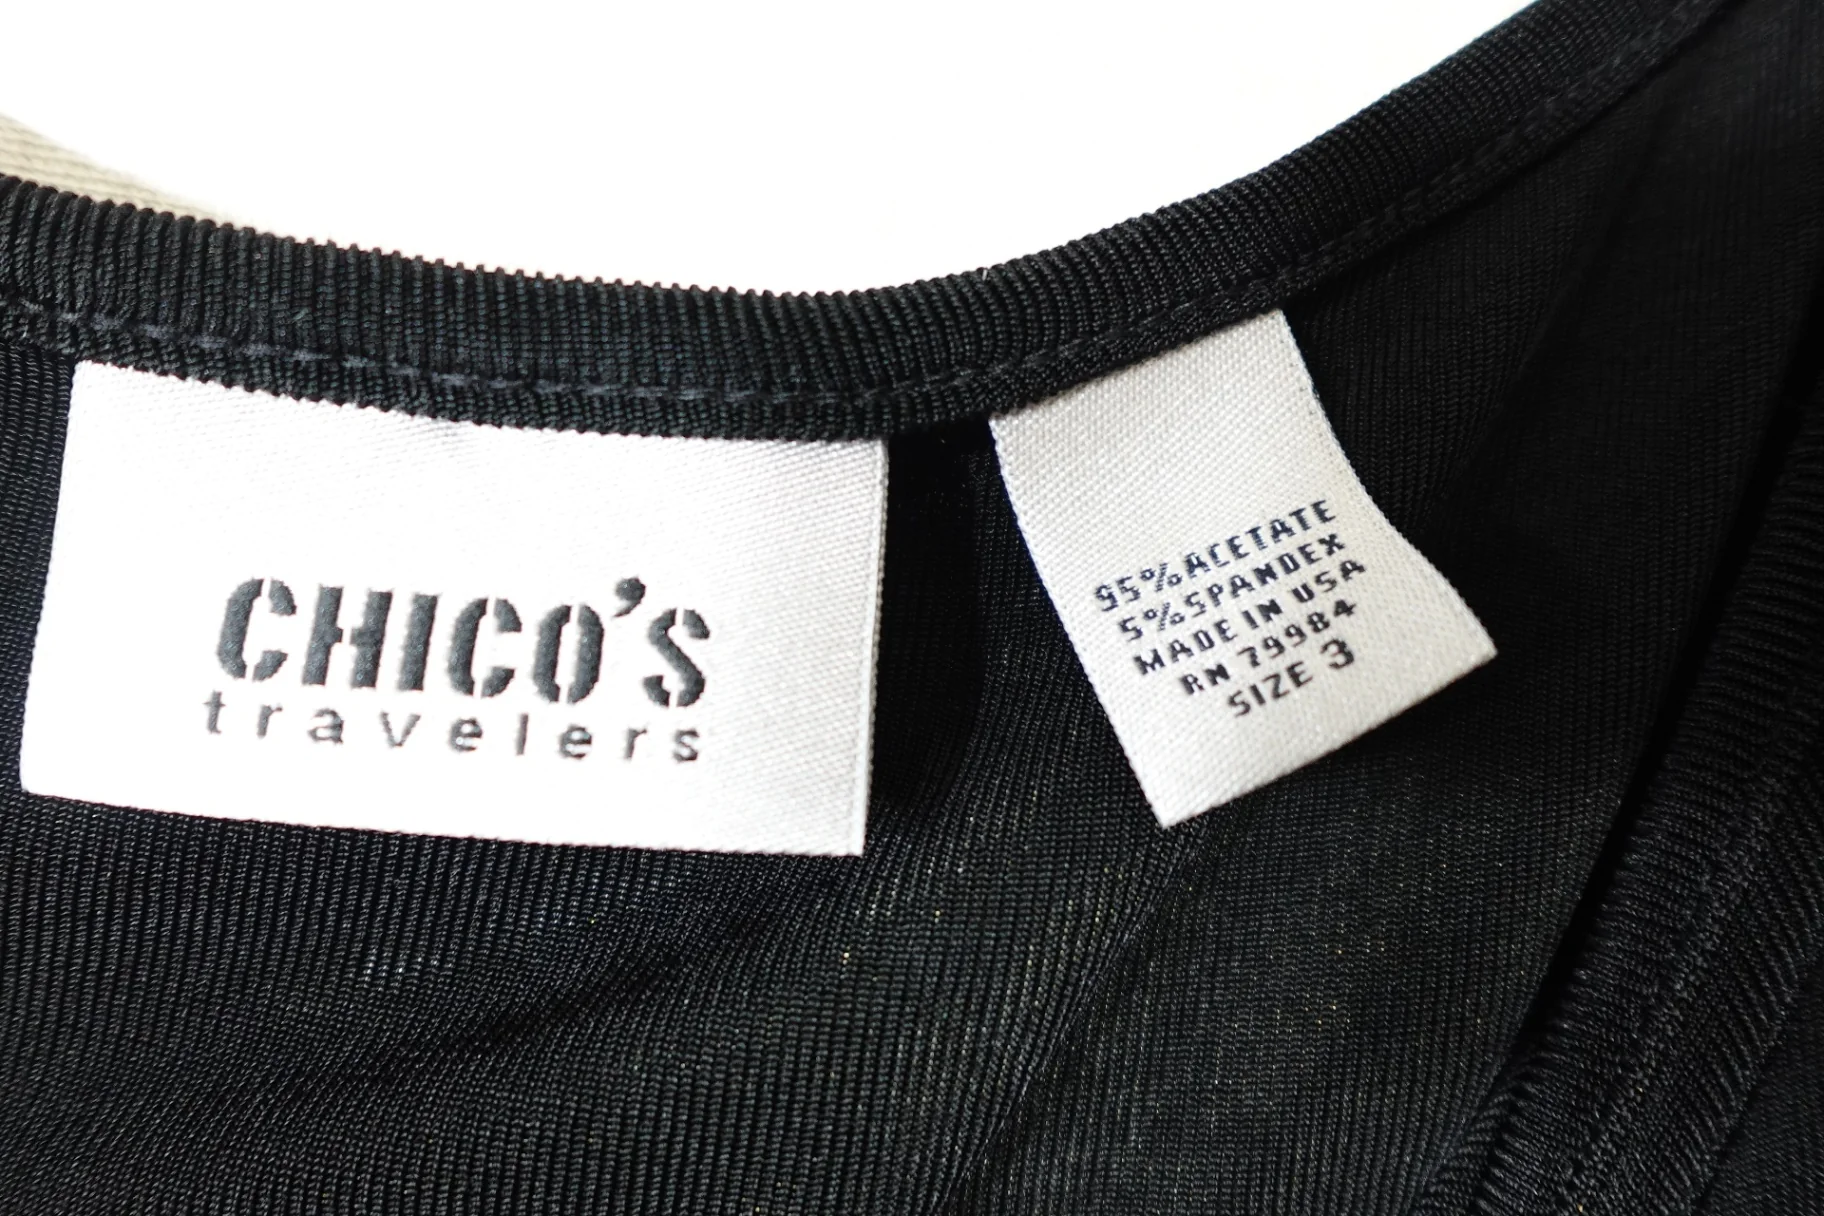 CHICO'S
travelers
95% ACETATE
5% SPANDEX
MADE IN USA
RN 79984
SIZE 3